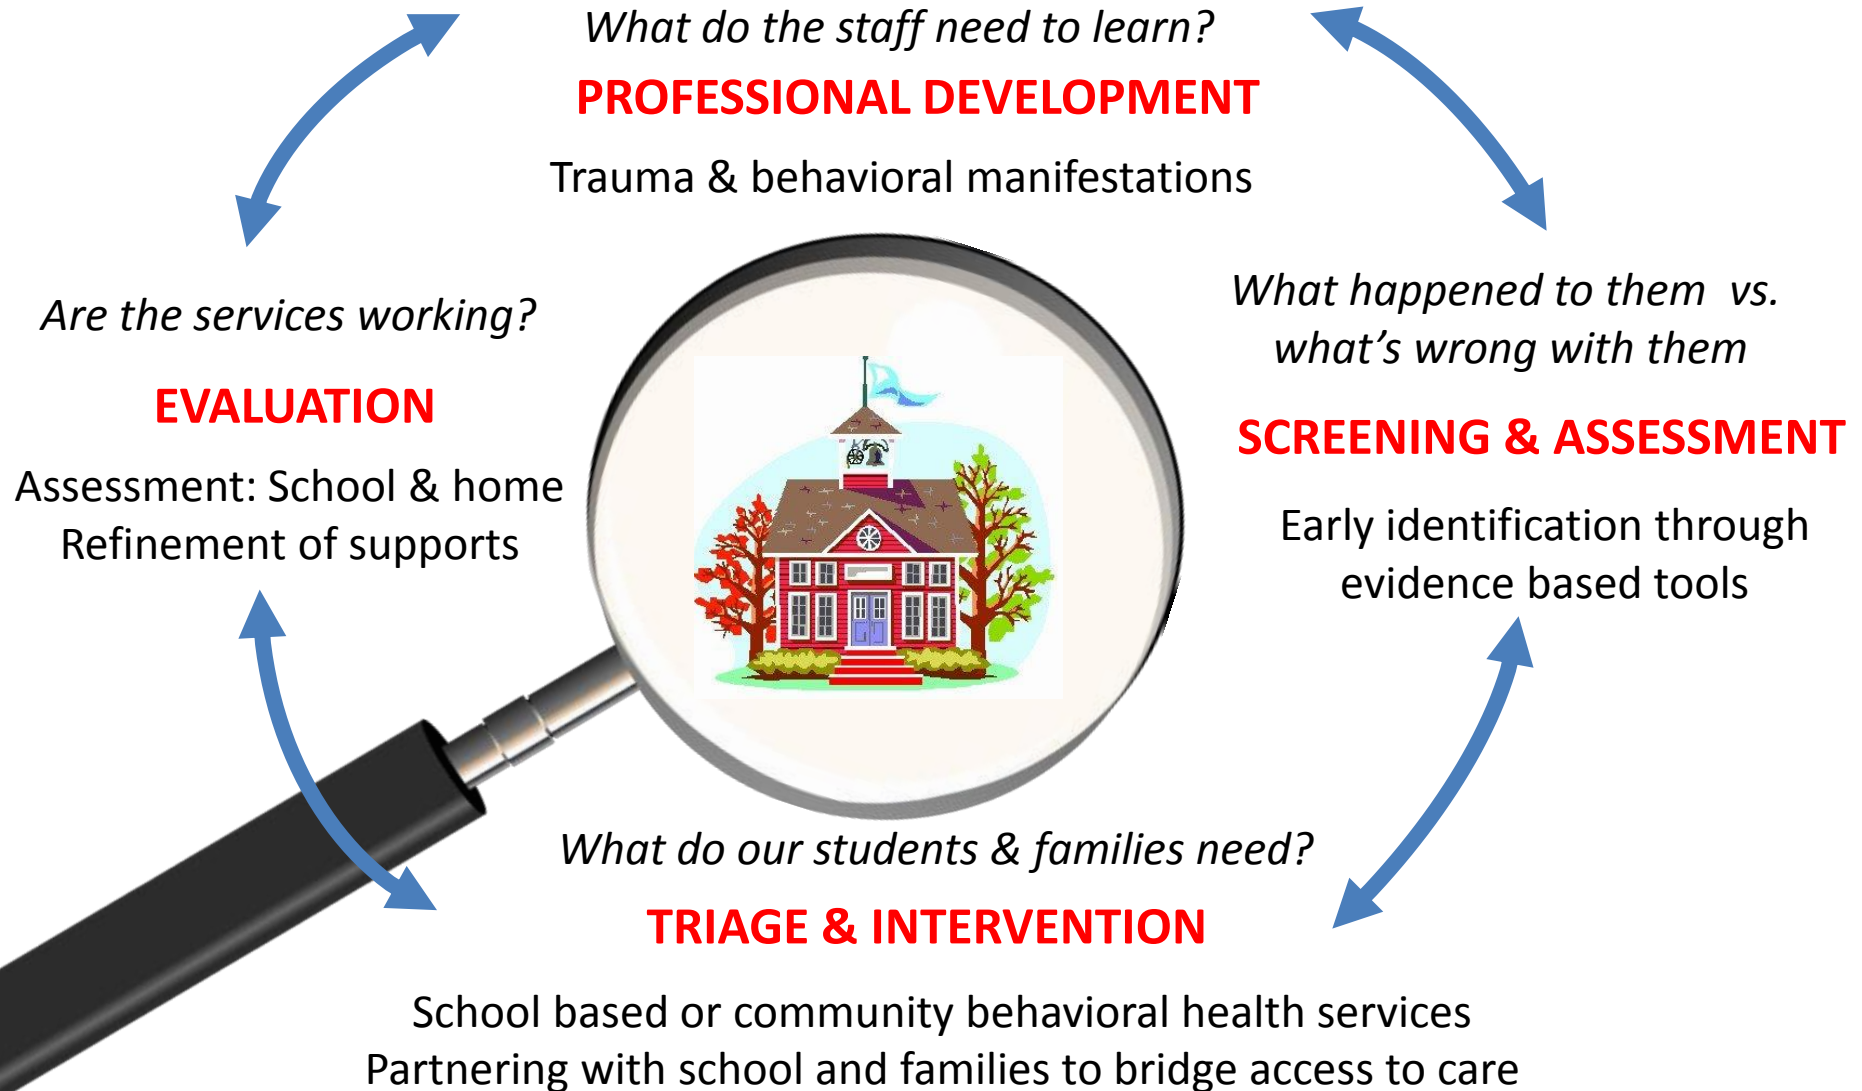 What do the staff need to learn?
PROFESSIONAL DEVELOPMENT
Trauma & behavioral manifestations
Are the services working?
EVALUATION
Assessment: School & home
Refinement of supports
What happened to them vs.
what's wrong with them
SCREENING & ASSESSMENT
Early identification through
evidence based tools
What do our students & families need?
TRIAGE & INTERVENTION
School based or community behavioral health services
Partnering with school and families to bridge access to care